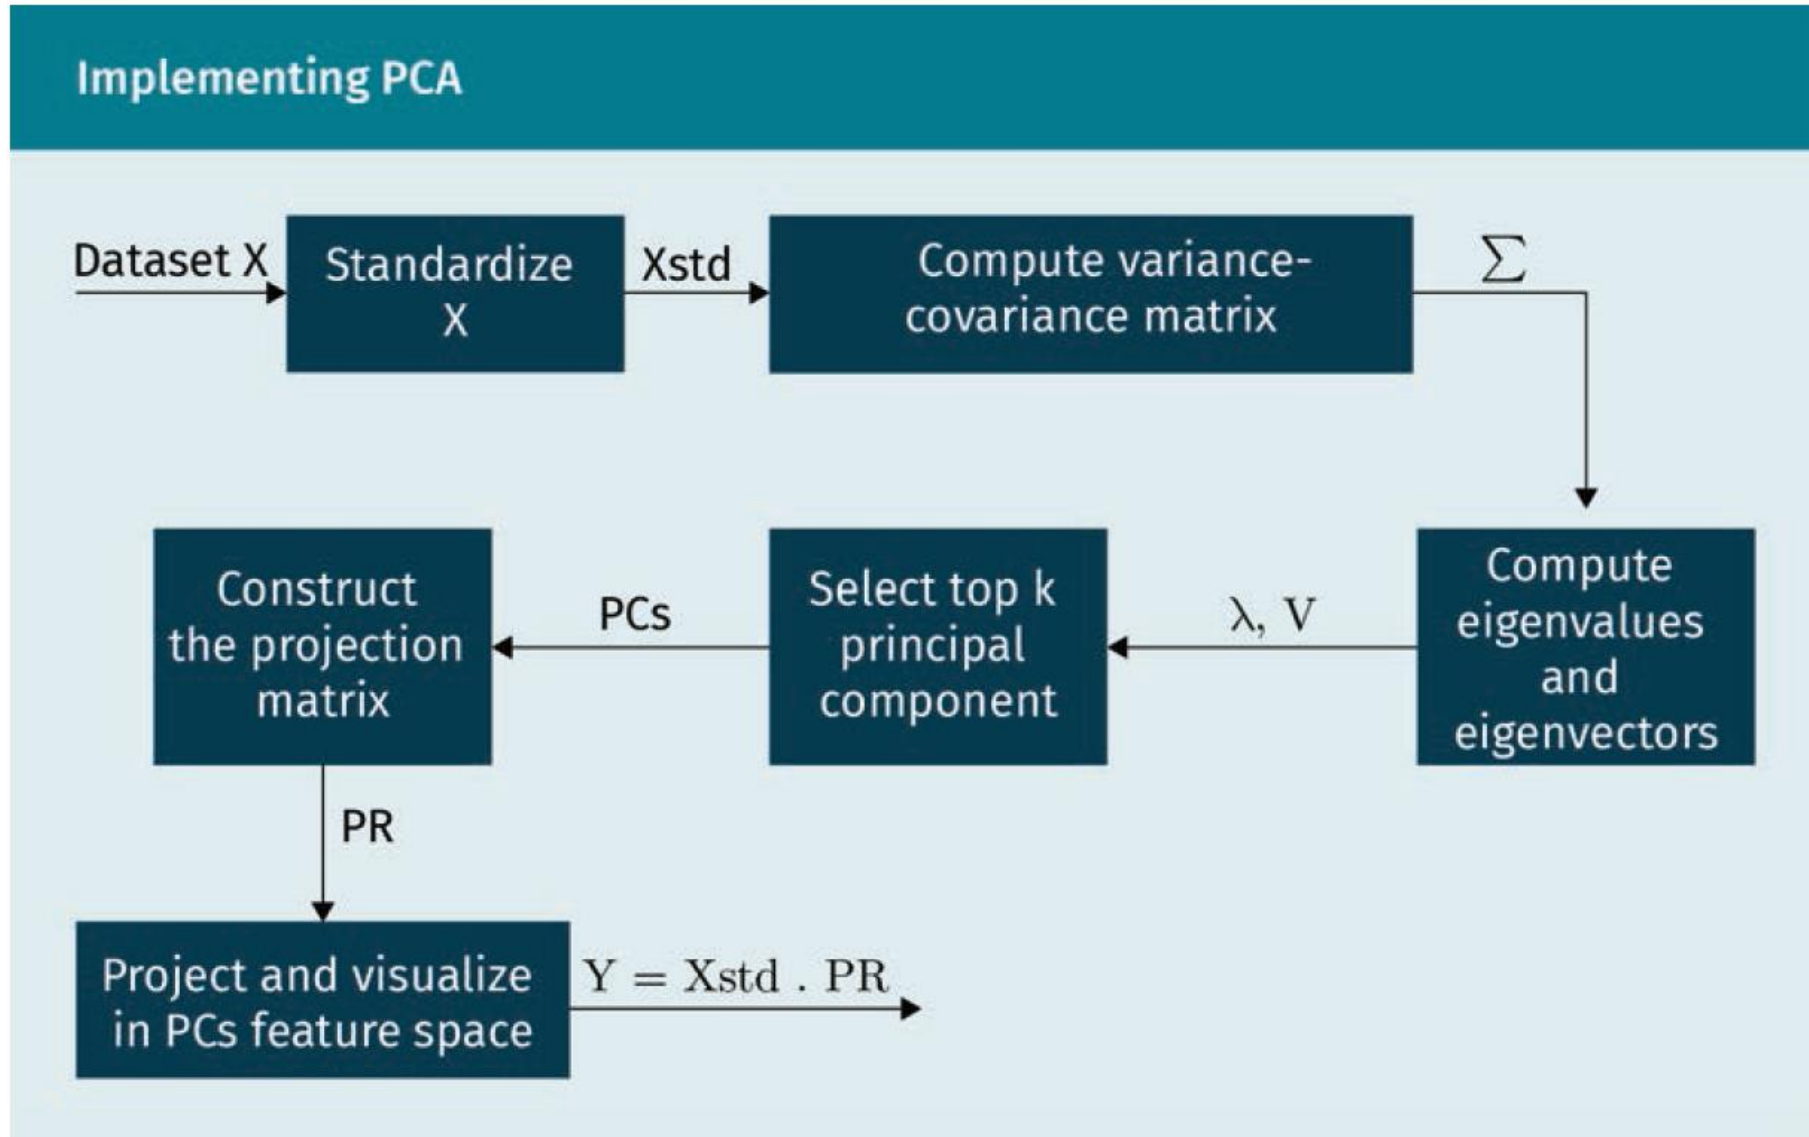 Implementing PCA
Dataset X
Standardize
X
Xstd
Compute variance-
covariance matrix
∑
Compute
eigenvalues
and
eigenvectors
λ, V
Select top k
principal
component
PCs
Construct
the projection
matrix
PR
Project and visualize
in PCs feature space
Y = Xstd . PR